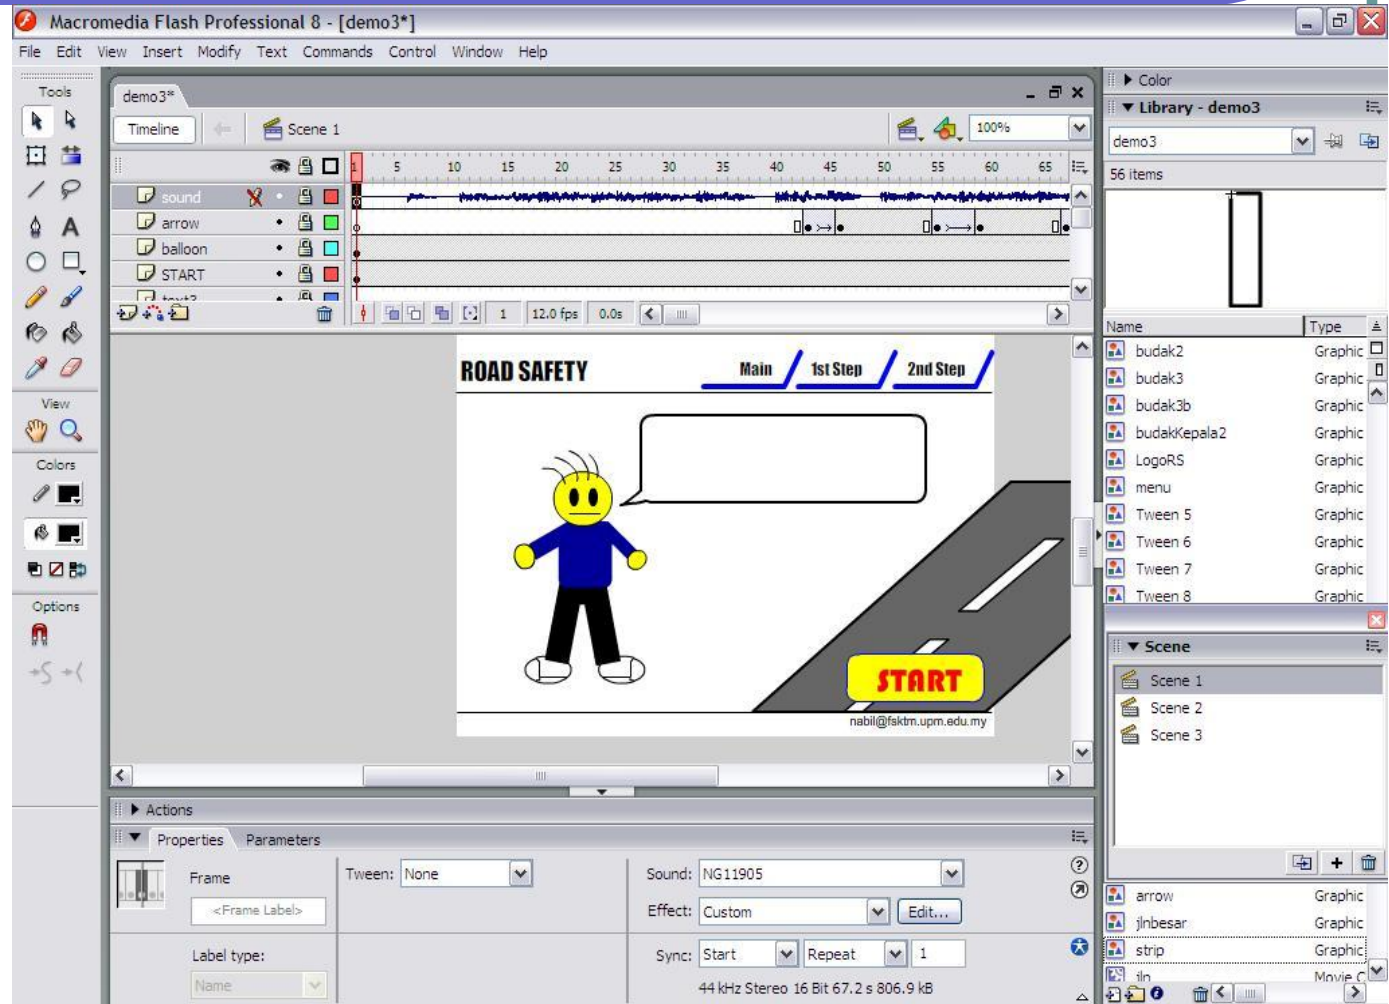 Macromedia Flash Professional 8 - [demo3*]
File Edit View Insert Modify Text Commands Control Window Help
Tools
View
Colors
Options
demo3*
Timeline
Scene 1
100%
1 5 10 15 20 25 30 35 40 45 50 55 60 65
sound
arrow
balloon
START
text2
1 12.0 fps 0.0s
ROAD SAFETY
Main 1st Step 2nd Step
START
nabil@fsktm.upm.edu.my
Actions
Properties Parameters
Frame
<Frame Label>
Label type:
Name
Tween: None
Sound: NG11905
Effect: Custom Edit...
Sync: Start Repeat 1
44 kHz Stereo 16 Bit 67.2 s 806.9 kB
Color
Library - demo3
demo3
56 items
Name Type
budak2 Graphic
budak3 Graphic
budak3b Graphic
budakKepala2 Graphic
LogoRS Graphic
menu Graphic
Tween 5 Graphic
Tween 6 Graphic
Tween 7 Graphic
Tween 8 Graphic
Scene
Scene 1
Scene 2
Scene 3
arrow Graphic
jlnbesar Graphic
strip Graphic
jln Movie C